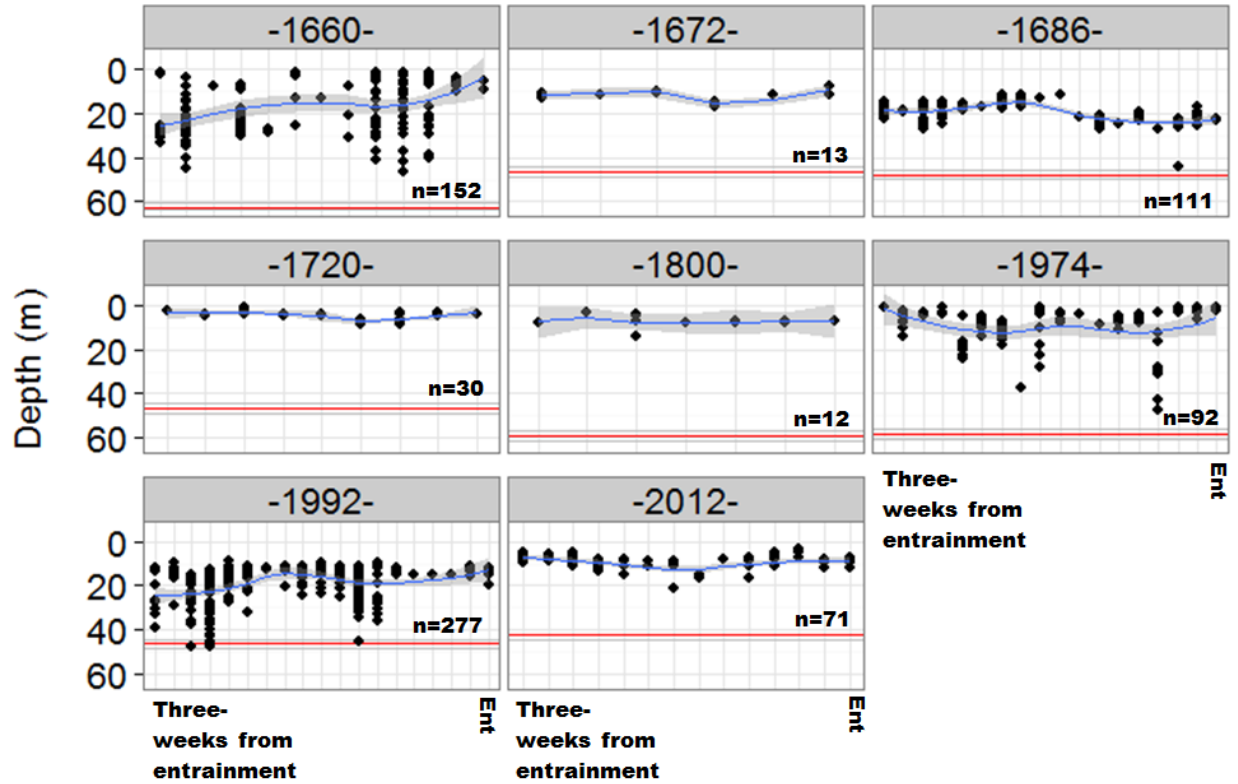 -1660-
-1672-
-1686-
0
20
40
60
n=152
n=13
n=111
-1720-
-1800-
-1974-
Depth (m)
0
20
40
60
n=30
n=12
n=92
Three-
weeks from
entrainment
Ent
-1992-
-2012-
0
20
40
60
n=277
n=71
Three-
weeks from
entrainment
Ent
Three-
weeks from
entrainment
Ent